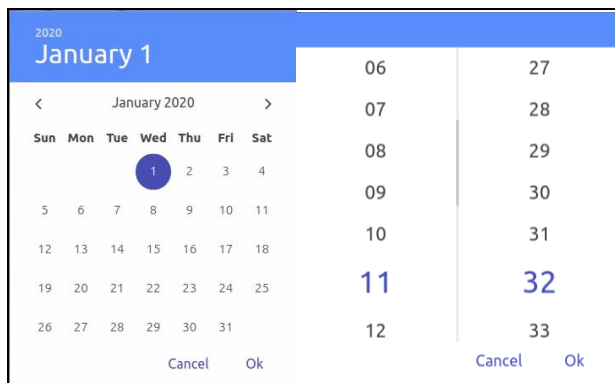 2020
January 1
January 2020
Sun Mon Tue Wed Thu Fri Sat
1 2 3 4
5 6 7 8 9 10 11
12 13 14 15 16 17 18
19 20 21 22 23 24 25
26 27 28 29 30 31
Cancel Ok
06 27
07 28
08 29
09 30
10 31
11 32
12 33
Cancel Ok